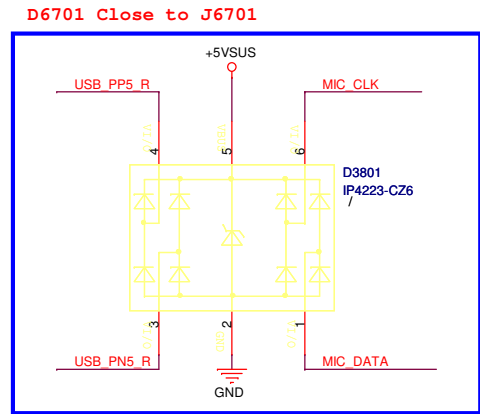 D6701 Close to J6701
+5VSUS
USB_PP5_R
MIC_CLK
4
5
6
D3801
IP4223-CZ6
/
3
2
1
USB_PN5_R
MIC_DATA
GND